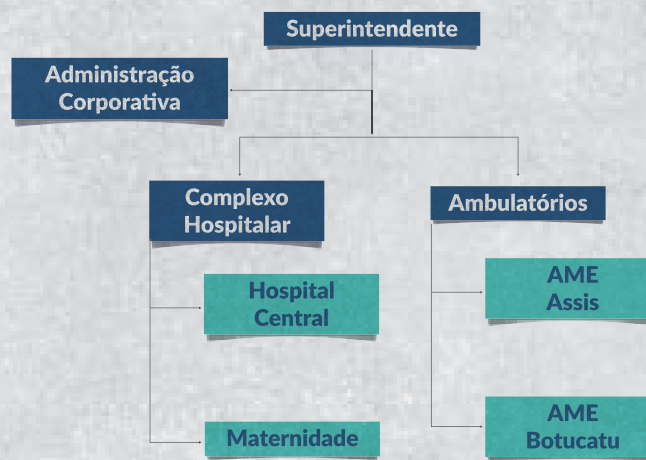 Superintendente
Administração
Corporativa
Complexo
Hospitalar
Ambulatórios
Hospital
Central
AME
Assis
Maternidade
AME
Botucatu